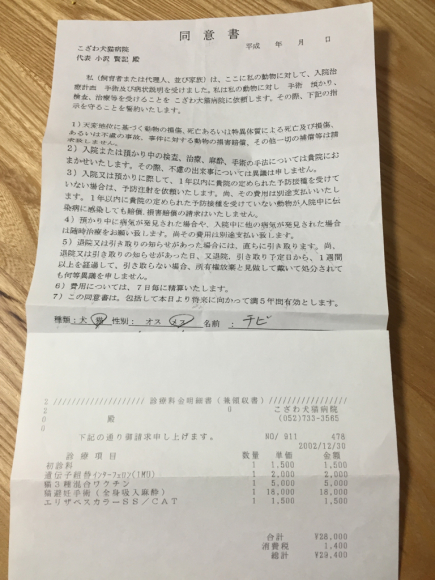 同意書
こざわ犬猫病院
平成 年 月 日
代表 小沢 賢記 殿
私(飼育者または代理人、並び家族)は、ここに私の動物に対して、入院治
療計画 手術及び病状説明を受けました。私は私の動物に対し 手術 預かり、
検査、治療等を受けることを こざわ犬猫病院に依頼します。その際、下記の指
示を守ることを誓約いたします。
1)天変地位に基づく動物の損傷、死亡あるいは特異体質による死亡及び損傷、
あるいは不慮の事故、事件に対する動物の損害賠償、その他一切の補償等は請
求致しません。
2)入院または預かり中の検査、治療、麻酔、手術の手法については貴院にお
まかせいたします。その際、不慮の出来事については異議は申しません。
3)入院又は預かりに際して、1年以内に貴院の定められた予防接種を受けて
いない場合は、予防注射を依頼いたします。尚、その費用は別途支払いいたし
ます。1年以内に貴院の定められた予防接種を受けていない動物が入院中に伝
染病に感染しても賠償、損害賠償の請求はいたしません。
4)預かり中に病気が発見された場合や、入院中に他の病気が発見された場合
は随時治療をお願い致します。尚その費用は別途支払い致します。
5)退院又は引き取りの知らせがあった場合には、直ちに引き取ります。尚、
退院又は引き取りの知らせがあった日、又退院、引き取り予定日から、1週間
以上を経過して、引き取らない場合、所有権放棄と見做して戴いて処分されて
も何等異議を申しません。
6)費用については、7日毎に精算いたします。
7)この同意書は、包括して本日より将来に向かって満5年間有効とします。
種類:犬 猫 性別: オス メス 名前: チビ
診療料金明細書(兼領収書)
こざわ犬猫病院
殿 (052)733-3565
下記の通り御請求申し上げます。 NO/ 911 476
2002/12/30
診療項目 数量 単価 金額
初診料 1 1,500 1,500
遺伝子組替インターフェロン(1MU) 1 2,000 2,000
猫3種混合ワクチン 1 5,000 5,000
猫避妊手術(全身吸入麻酔) 1 18,000 18,000
エリザベスカラーSS/CAT 1 1,500 1,500
合計 ¥28,000
消費税 1,400
総計 ¥29,400